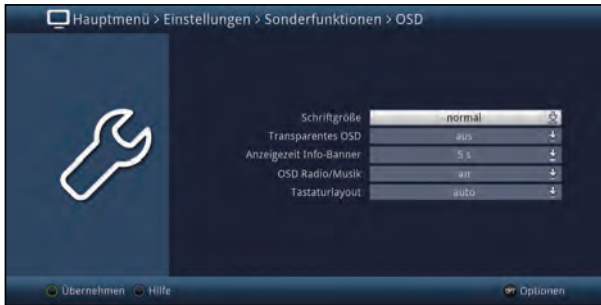 Hauptmenü > Einstellungen > Sonderfunktionen > OSD
Schriftgröße normal
Transparentes OSD aus
Anzeigezeit Info-Banner 5 s
OSD Radio/Musik an
Tastaturlayout auto
Übernehmen Hilfe OPT Optionen